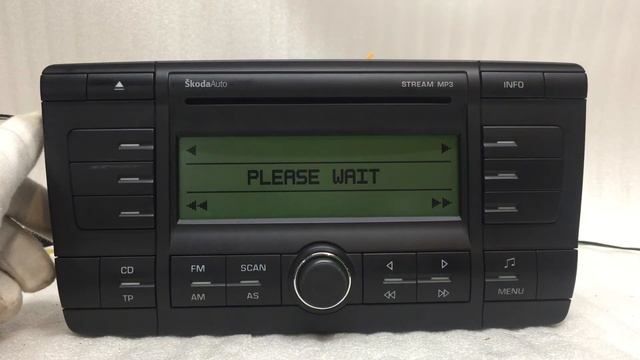 ŠkodaAuto
STREAM MP3
INFO
PLEASE WAIT
CD
TP
FM
AM
SCAN
AS
MENU